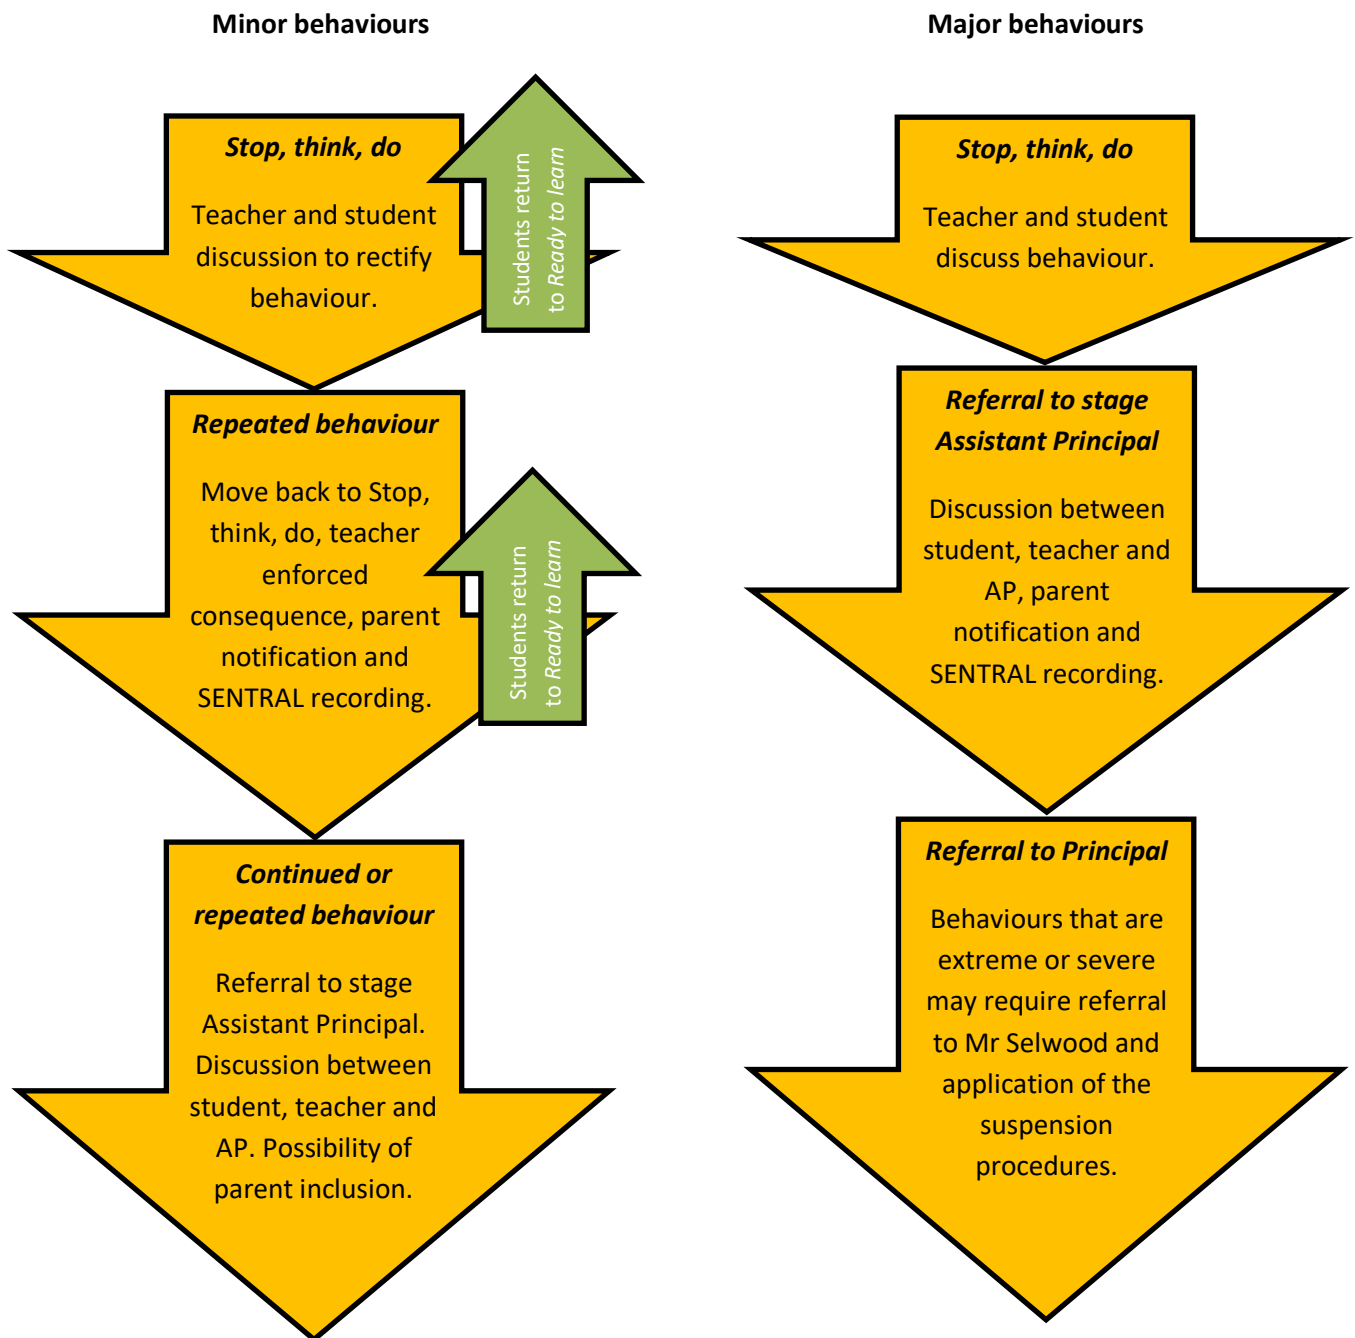 Minor behaviours
Stop, think, do
Teacher and student
discussion to rectify
behaviour.
Students return
to Ready to learn
Repeated behaviour
Move back to Stop,
think, do, teacher
enforced
consequence, parent
notification and
SENTRAL recording.
Students return
to Ready to learn
Continued or
repeated behaviour
Referral to stage
Assistant Principal.
Discussion between
student, teacher and
AP. Possibility of
parent inclusion.
Major behaviours
Stop, think, do
Teacher and student
discuss behaviour.
Referral to stage
Assistant Principal
Discussion between
student, teacher and
AP, parent
notification and
SENTRAL recording.
Referral to Principal
Behaviours that are
extreme or severe
may require referral
to Mr Selwood and
application of the
suspension
procedures.